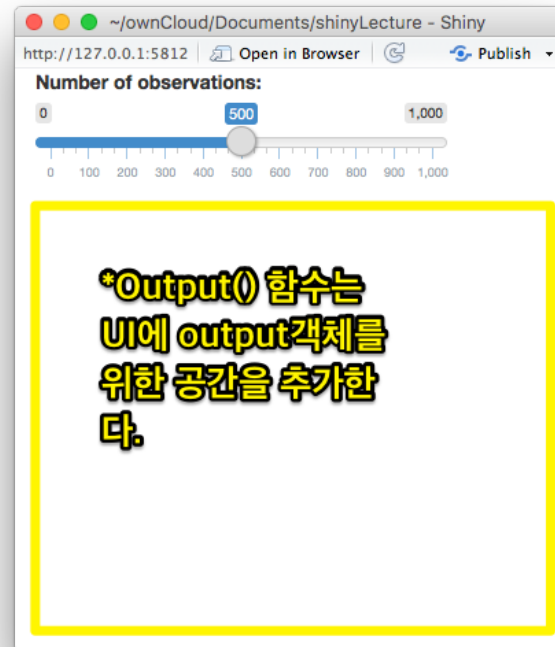 ~/ownCloud/Documents/shinyLecture - Shiny
http://127.0.0.1:5812 Open in Browser Publish
Number of observations:
0 500 1,000
0 100 200 300 400 500 600 700 800 900 1,000
*Output() 함수는
UI에 output객체를
위한 공간을 추가한
다.